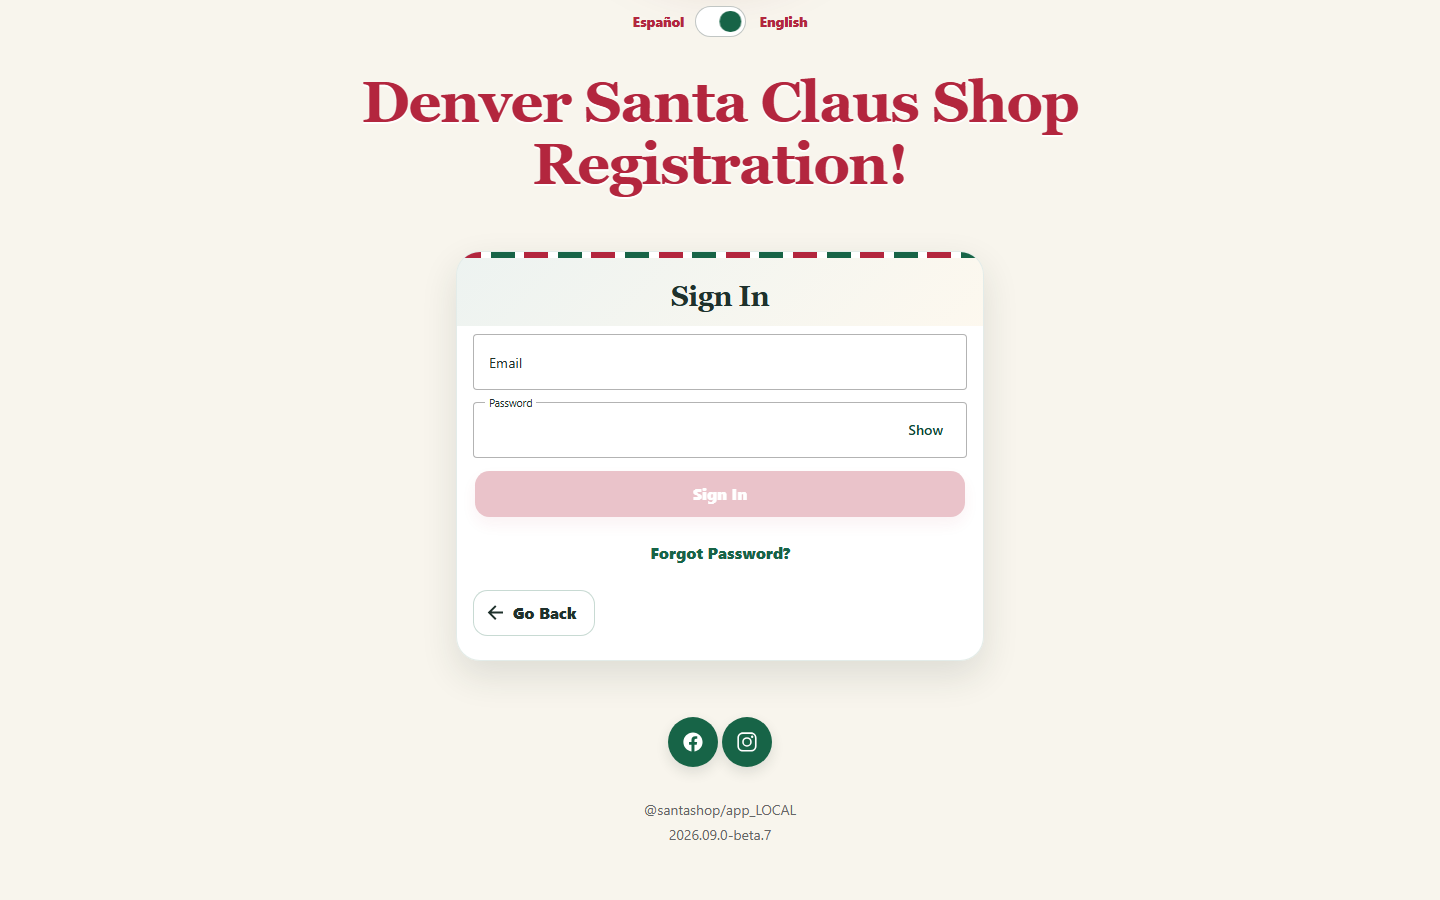 Español English
Denver Santa Claus Shop
Registration!
Sign In
Email
Password
Show
Sign In
Forgot Password?
Go Back
@santashop/app_LOCAL
2026.09.0-beta.7